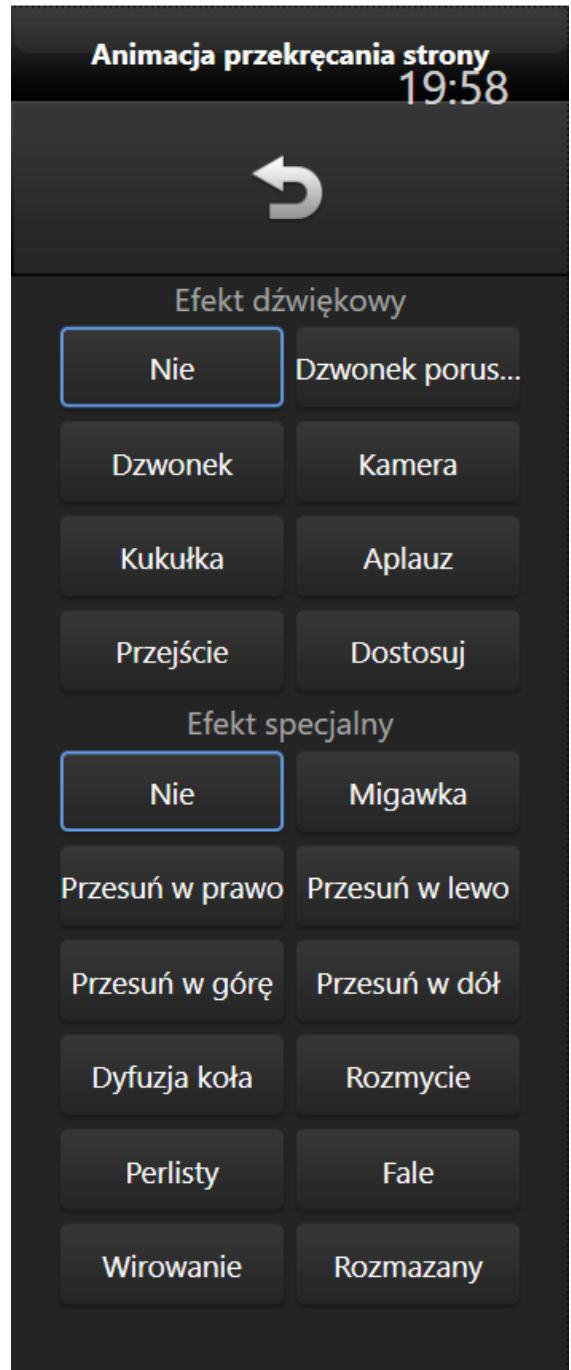 Animacja przekręcania strony
19:58
Efekt dźwiękowy
Nie
Dzwonek porus...
Dzwonek
Kamera
Kukułka
Aplauz
Przejście
Dostosuj
Efekt specjalny
Nie
Migawka
Przesuń w prawo
Przesuń w lewo
Przesuń w górę
Przesuń w dół
Dyfuzja koła
Rozmycie
Perlisty
Fale
Wirowanie
Rozmazany